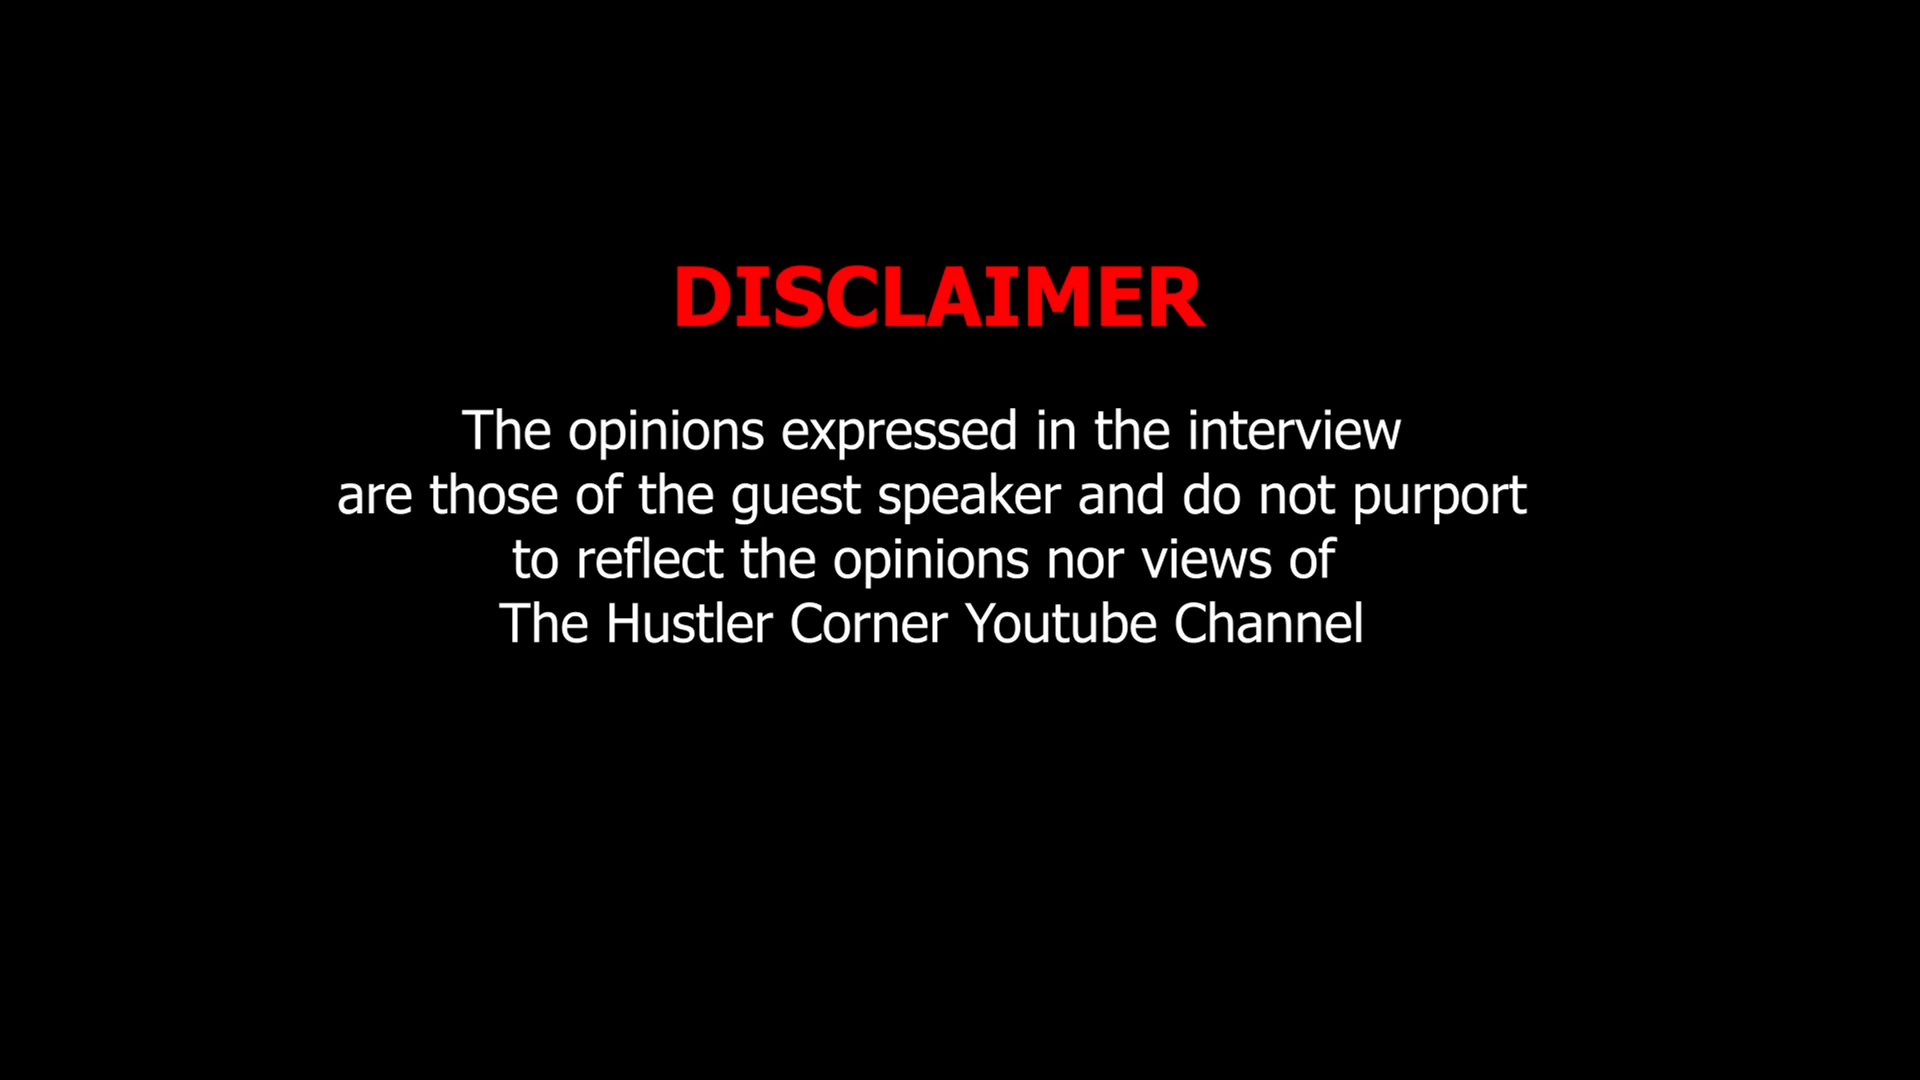 DISCLAIMER
The opinions expressed in the interview
are those of the guest speaker and do not purport
to reflect the opinions nor views of
The Hustler Corner Youtube Channel